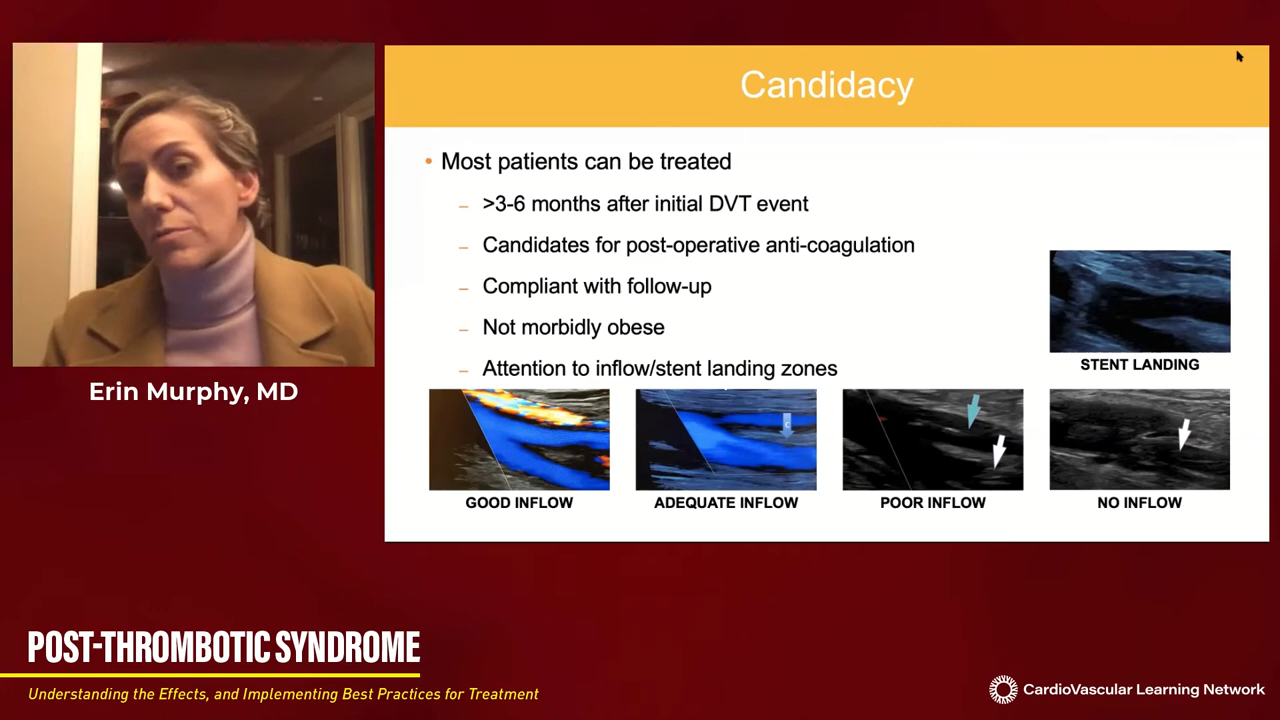 Candidacy
• Most patients can be treated
– >3-6 months after initial DVT event
– Candidates for post-operative anti-coagulation
– Compliant with follow-up
– Not morbidly obese
– Attention to inflow/stent landing zones
STENT LANDING
C
GOOD INFLOW
ADEQUATE INFLOW
POOR INFLOW
NO INFLOW
Erin Murphy, MD
POST-THROMBOTIC SYNDROME
Understanding the Effects, and Implementing Best Practices for Treatment
CardioVascular Learning Network